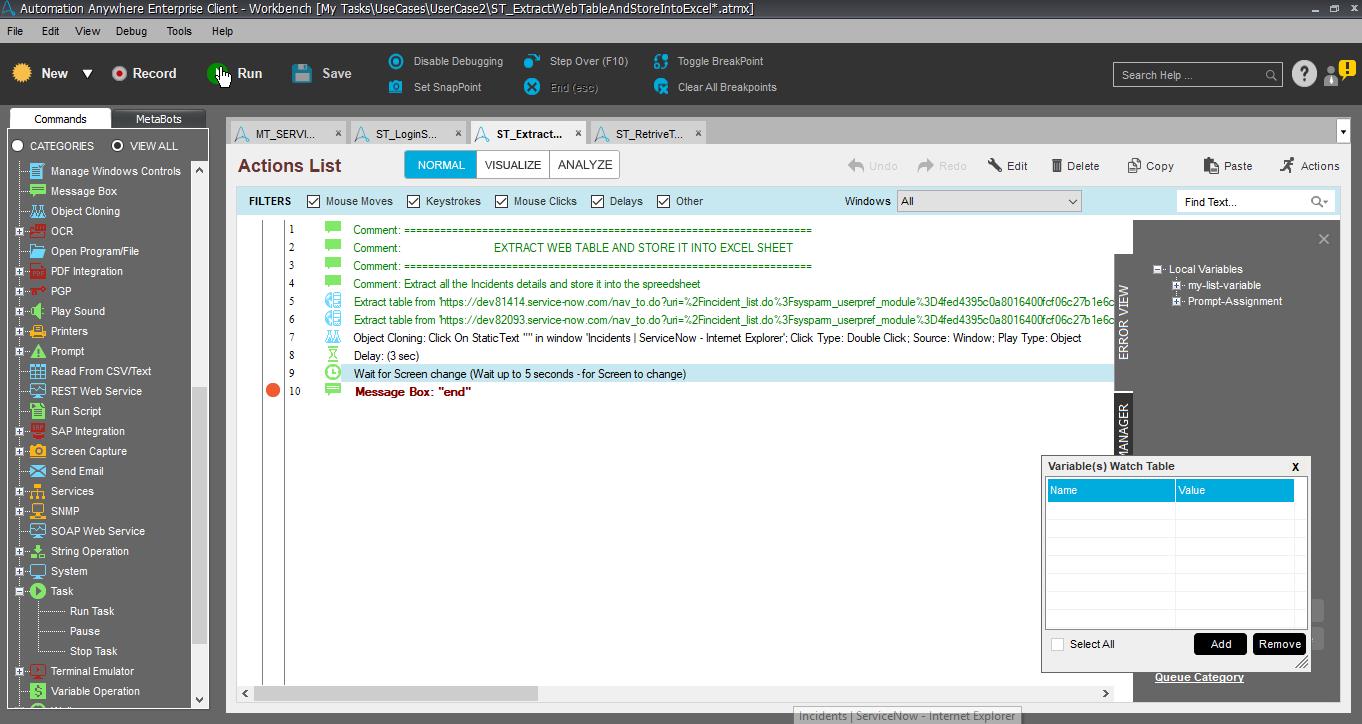 Automation Anywhere Enterprise Client - Workbench [My Tasks\UseCases\UserCase2\ST_ExtractWebTableAndStoreIntoExcel*.atmx]
File Edit View Debug Tools Help
New Record Run Save
Disable Debugging Step Over (F10) Toggle BreakPoint
Set SnapPoint End (esc) Clear All Breakpoints
Search Help ...
Commands MetaBots
CATEGORIES VIEW ALL
Manage Windows Controls
Message Box
Object Cloning
OCR
Open Program/File
PDF Integration
PGP
Play Sound
Printers
Prompt
Read From CSV/Text
REST Web Service
Run Script
SAP Integration
Screen Capture
Send Email
Services
SNMP
SOAP Web Service
String Operation
System
Task
Run Task
Pause
Stop Task
Terminal Emulator
Variable Operation
MT_SERVI... ST_LoginS... ST_Extract... ST_RetriveT...
Actions List NORMAL VISUALIZE ANALYZE Undo Redo Edit Delete Copy Paste Actions
FILTERS Mouse Moves Keystrokes Mouse Clicks Delays Other Windows All Find Text...
1 Comment: ====================================================================
2 Comment: EXTRACT WEB TABLE AND STORE IT INTO EXCEL SHEET
3 Comment: ====================================================================
4 Comment: Extract all the Incidents details and store it into the spreedsheet
5 Extract table from 'https://dev81414.service-now.com/nav_to.do?uri=%2Fincident_list.do%3Fsysparm_userpref_module%3D4fed4395c0a8016400fcf06c27b1e6c
6 Extract table from 'https://dev82093.service-now.com/nav_to.do?uri=%2Fincident_list.do%3Fsysparm_userpref_module%3D4fed4395c0a8016400fcf06c27b1e6c
7 Object Cloning: Click On StaticText "" in window 'Incidents | ServiceNow - Internet Explorer'; Click Type: Double Click; Source: Window; Play Type: Object
8 Delay: (3 sec)
9 Wait for Screen change (Wait up to 5 seconds - for Screen to change)
10 Message Box: "end"
ERROR VIEW
MANAGER
Local Variables
my-list-variable
Prompt-Assignment
Variable(s) Watch Table X
Name Value
Select All Add Remove
Queue Category
Incidents | ServiceNow - Internet Explorer